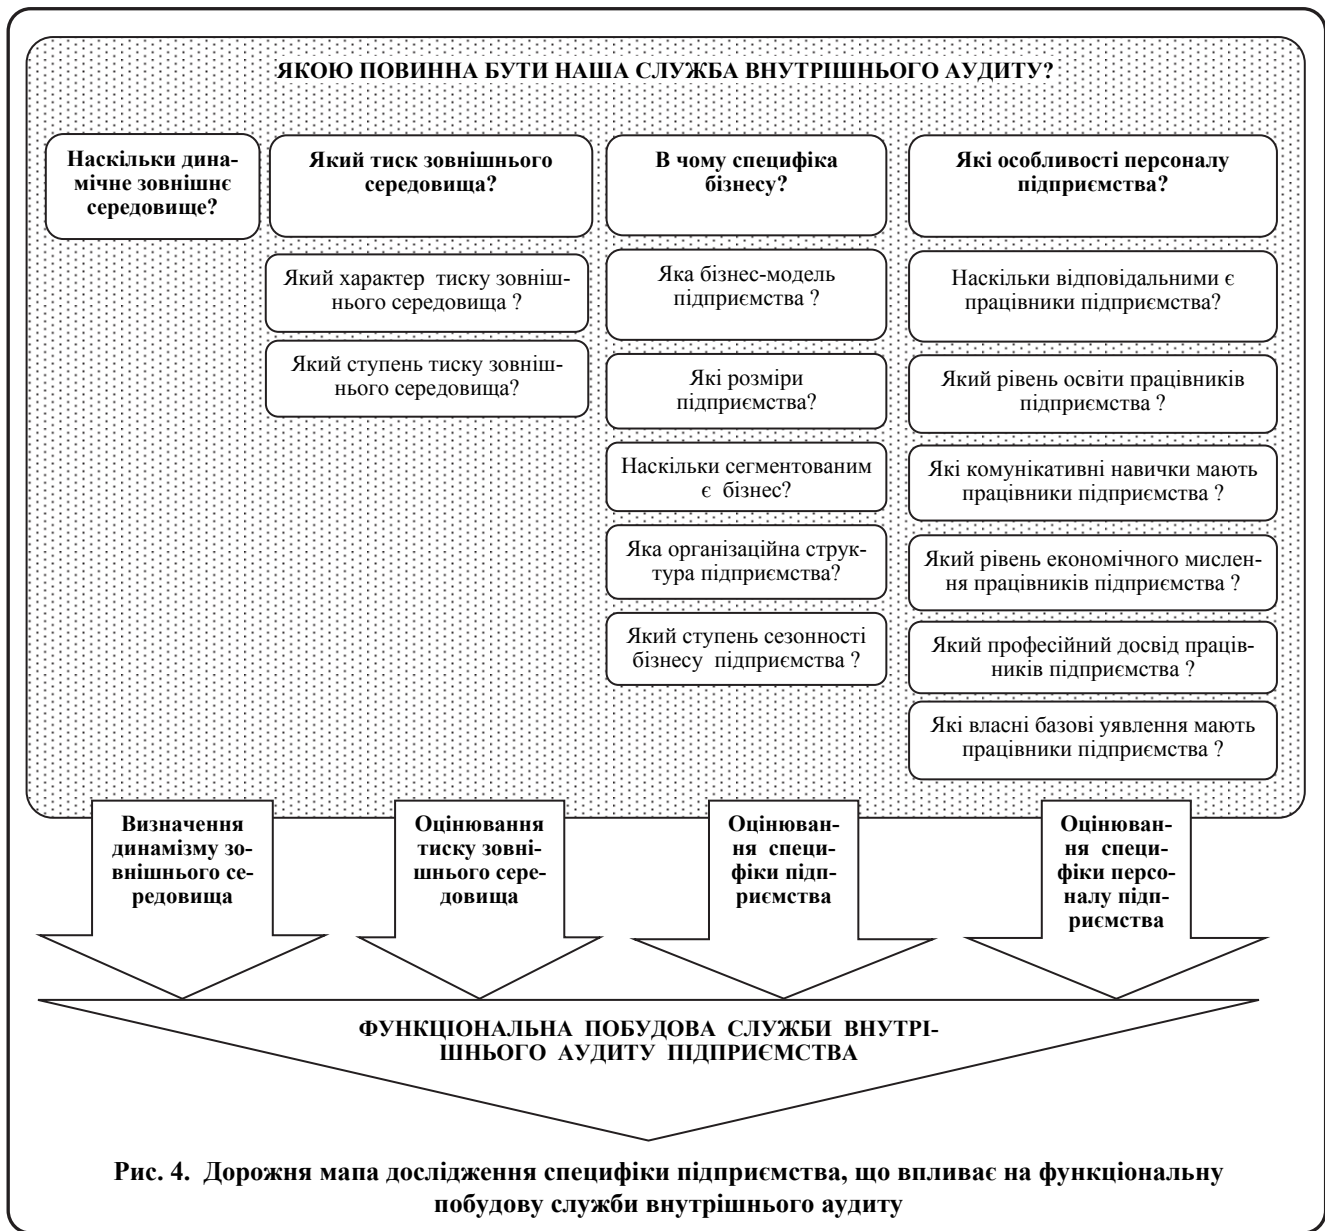 ЯКОЮ ПОВИННА БУТИ НАША СЛУЖБА ВНУТРІШНЬОГО АУДИТУ?
Наскільки дина-
мічне зовнішнє
середовище?
Який тиск зовнішнього
середовища?
Який характер тиску зовніш-
нього середовища ?
Який ступень тиску зовніш-
нього середовища?
В чому специфіка
бізнесу?
Яка бізнес-модель
підприємства ?
Які розміри
підприємства?
Наскільки сегментованим
є бізнес?
Яка організаційна струк-
тура підприємства?
Який ступень сезонності
бізнесу підприємства ?
Які особливості персоналу
підприємства?
Наскільки відповідальними є
працівники підприємства?
Який рівень освіти працівників
підприємства ?
Які комунікативні навички мають
працівники підприємства ?
Який рівень економічного мислен-
ня працівників підприємства ?
Який професійний досвід праців-
ників підприємства ?
Які власні базові уявлення мають
працівники підприємства ?
Визначення
динамізму зо-
внішнього се-
редовища
Оцінювання
тиску зовні-
шнього сере-
довища
Оцінюван-
ня специ-
фіки підп-
риємства
Оцінюван-
ня специ-
фіки персо-
налу підп-
риємства
ФУНКЦІОНАЛЬНА ПОБУДОВА СЛУЖБИ ВНУТРІ-
ШНЬОГО АУДИТУ ПІДПРИЄМСТВА
Рис. 4. Дорожня мапа дослідження специфіки підприємства, що впливає на функціональну
побудову служби внутрішнього аудиту